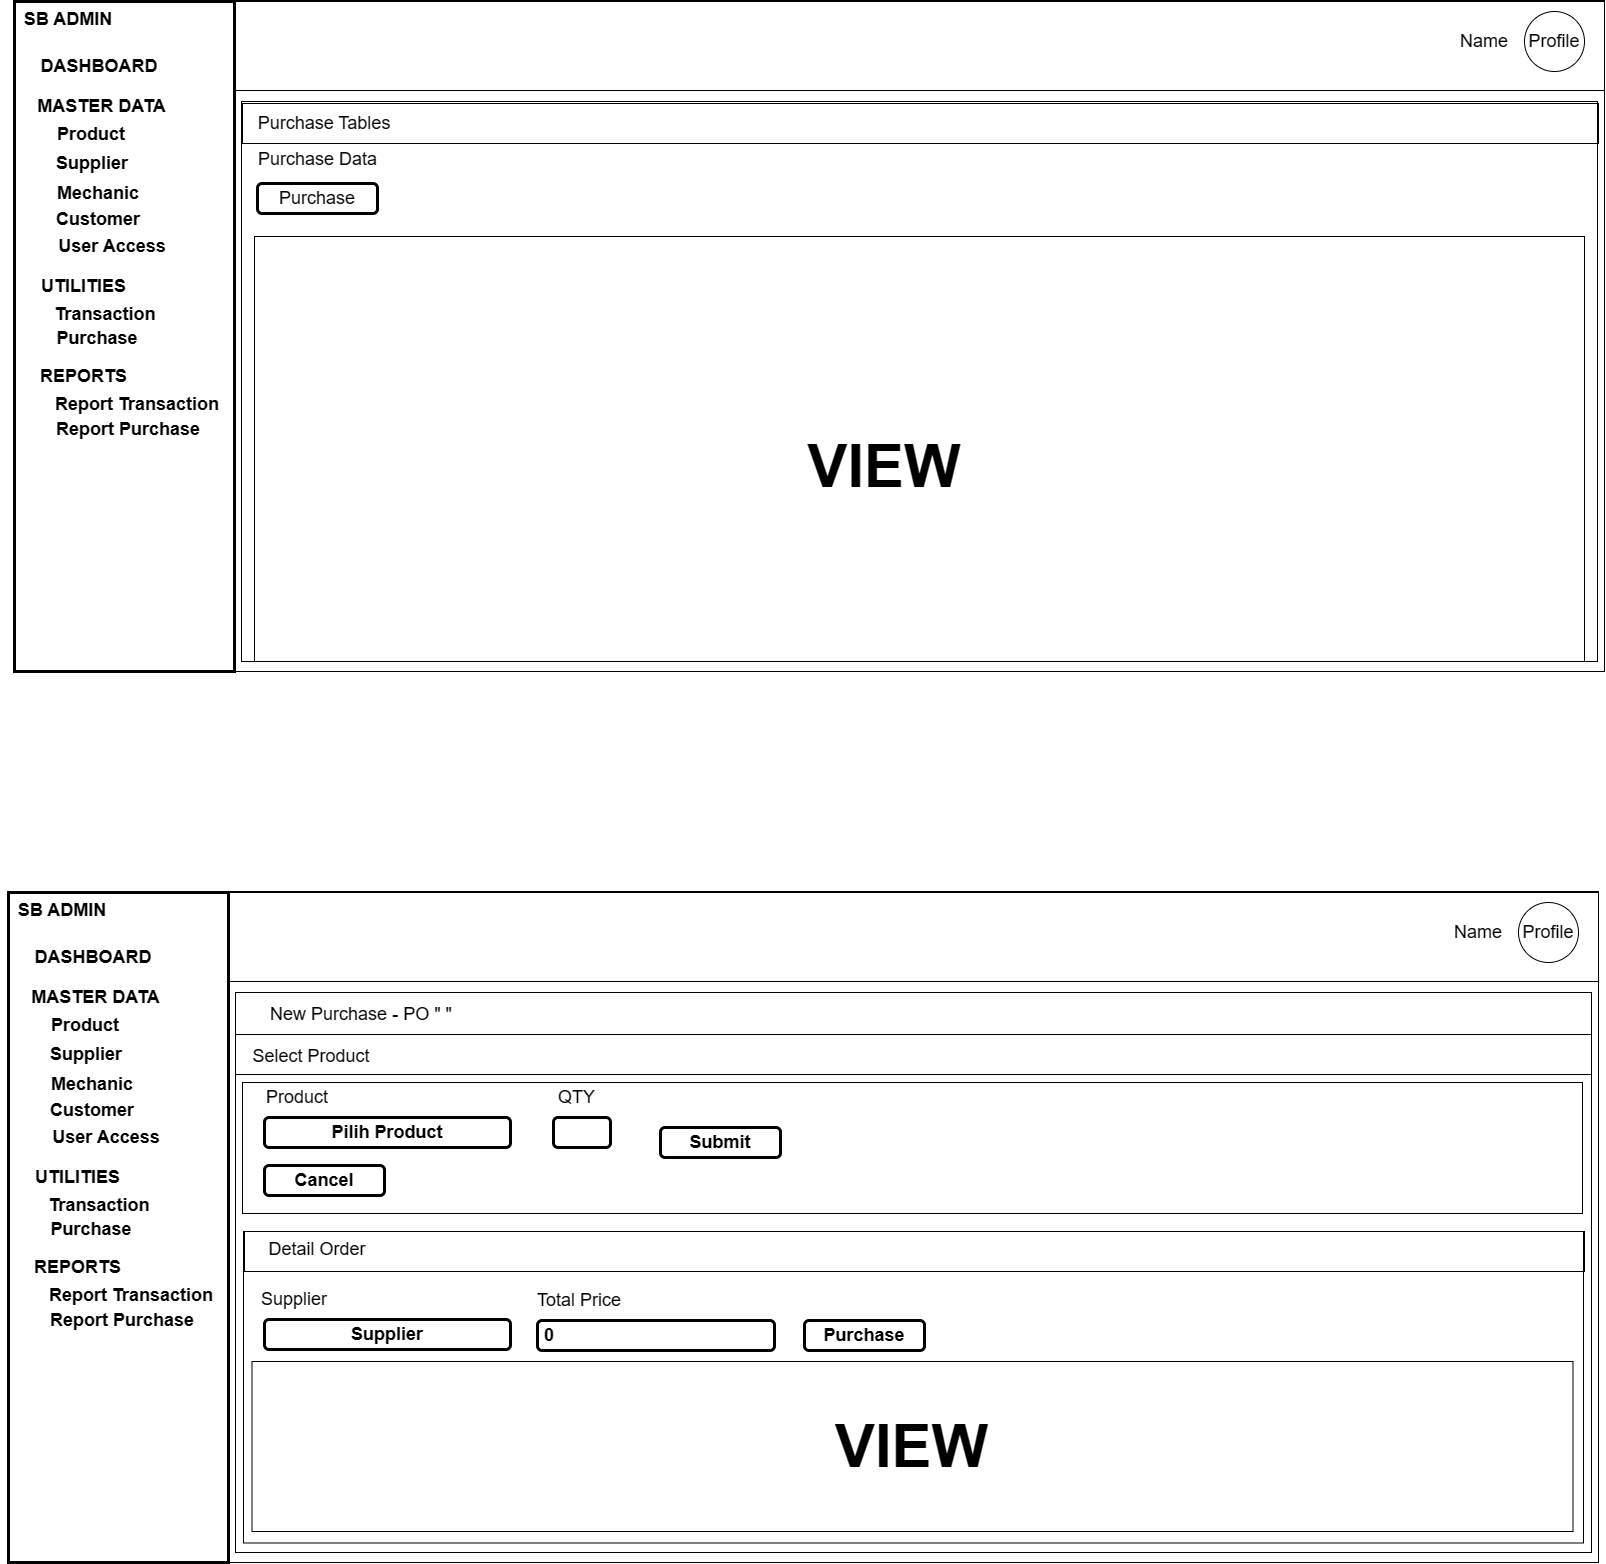 SB ADMIN
DASHBOARD
MASTER DATA
Product
Supplier
Mechanic
Customer
User Access
UTILITIES
Transaction
Purchase
REPORTS
Report Transaction
Report Purchase
Name
Profile
Purchase Tables
Purchase Data
Purchase
VIEW
SB ADMIN
DASHBOARD
MASTER DATA
Product
Supplier
Mechanic
Customer
User Access
UTILITIES
Transaction
Purchase
REPORTS
Report Transaction
Report Purchase
Name
Profile
New Purchase - PO " "
Select Product
Product
QTY
Pilih Product
Submit
Cancel
Detail Order
Supplier
Total Price
Supplier
0
Purchase
VIEW